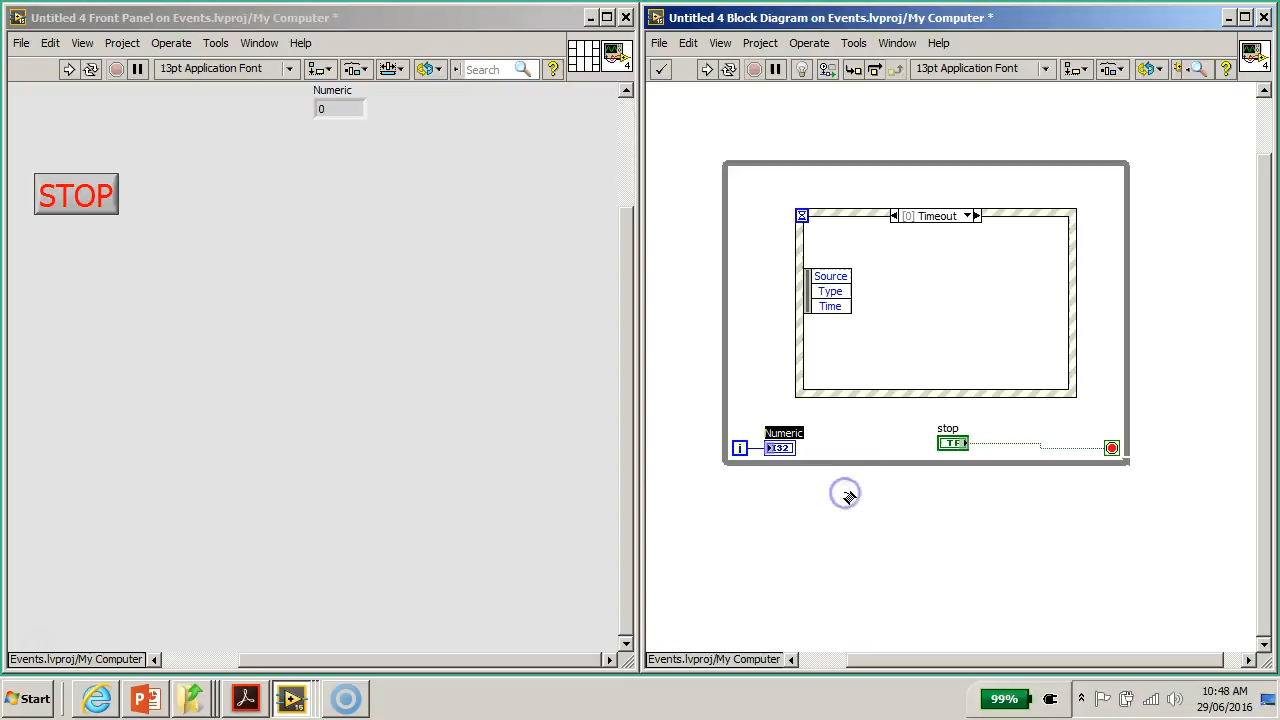 Untitled 4 Front Panel on Events.lvproj/My Computer *
File Edit View Project Operate Tools Window Help
13pt Application Font
Search
?
4
Numeric
0
STOP
Events.lvproj/My Computer
Untitled 4 Block Diagram on Events.lvproj/My Computer *
File Edit View Project Operate Tools Window Help
13pt Application Font
?
4
[0] Timeout
Source
Type
Time
Numeric
i
I32
stop
TF
Events.lvproj/My Computer
Start
99%
10:48 AM
29/06/2016